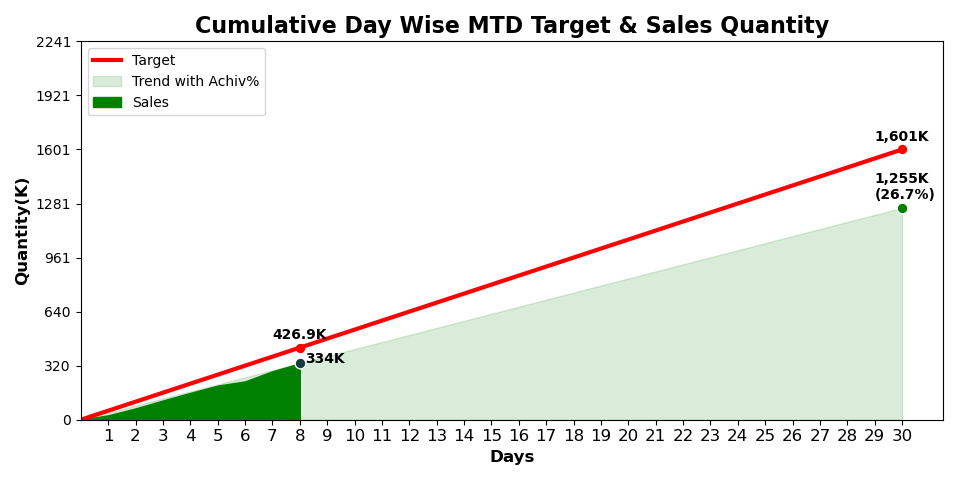 Cumulative Day Wise MTD Target & Sales Quantity
2241
1921
1601
1281
961
640
320
0
Quantity(K)
Target
Trend with Achiv%
Sales
1,601K
1,255K
(26.7%)
426.9K
334K
1 2 3 4 5 6 7 8 9 10 11 12 13 14 15 16 17 18 19 20 21 22 23 24 25 26 27 28 29 30
Days